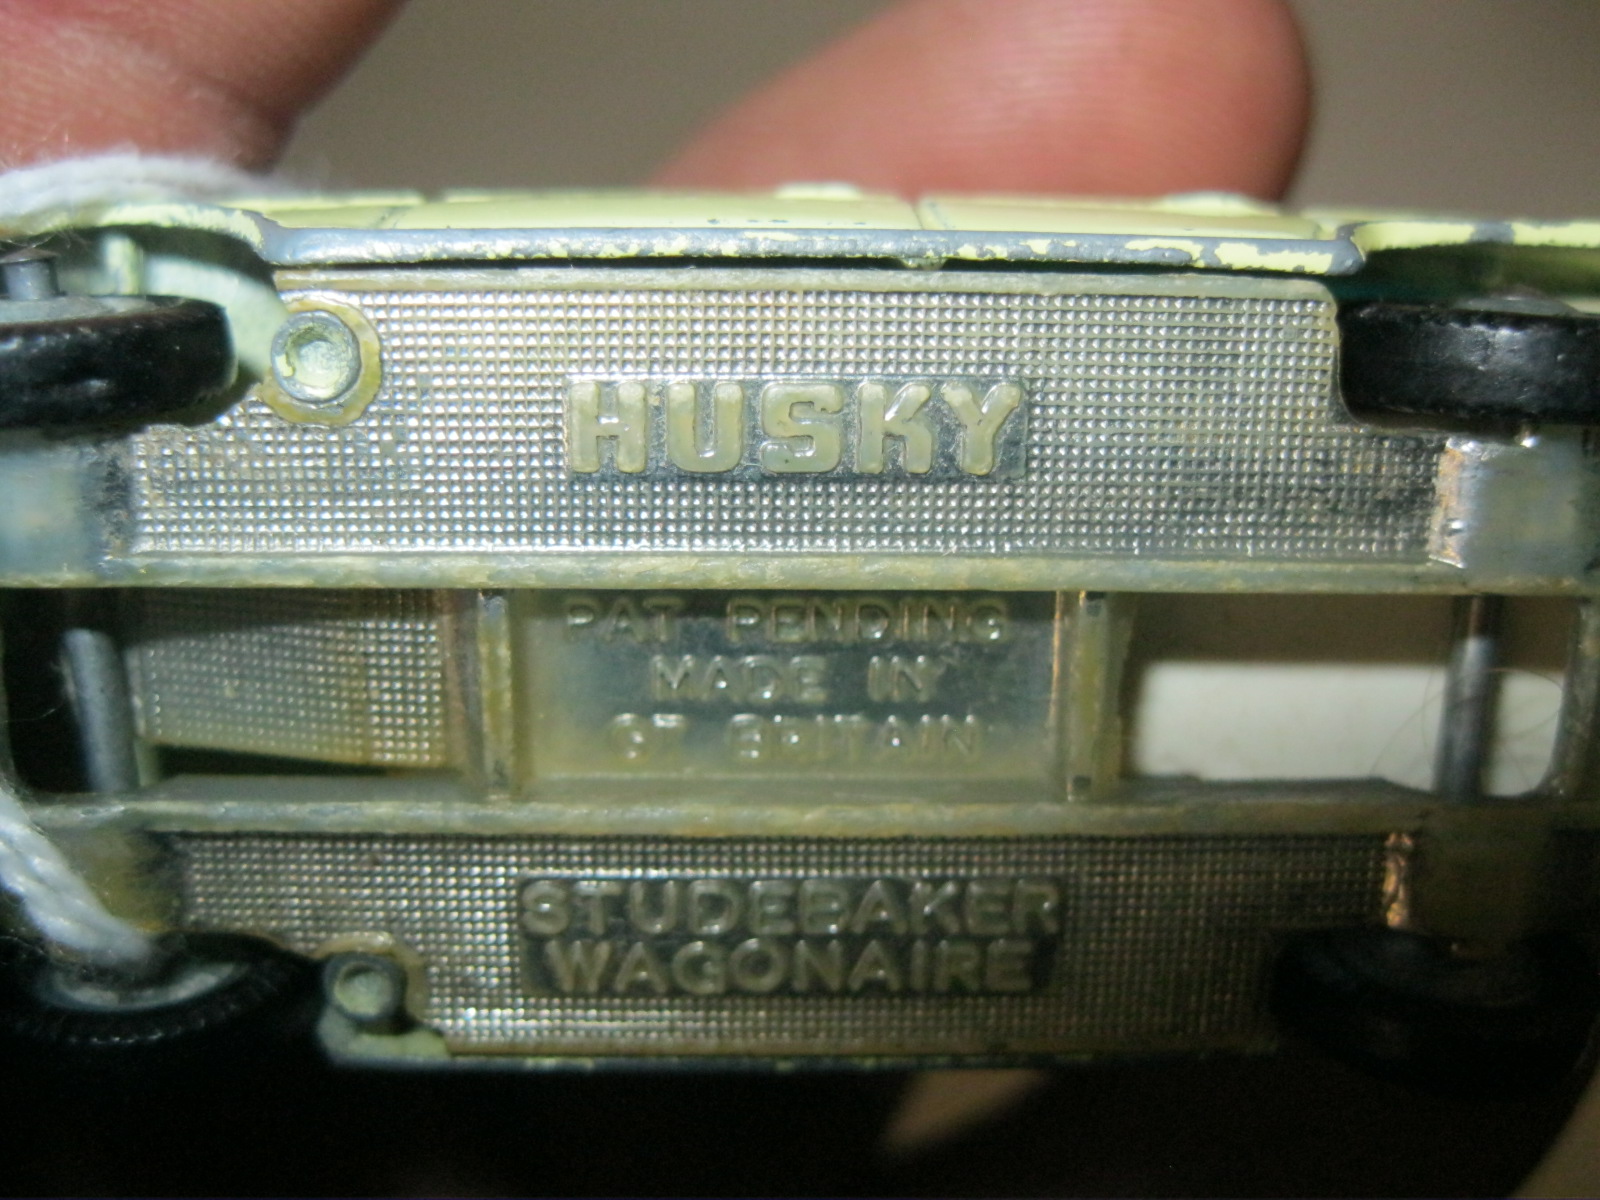 HUSKY
PAT PENDING
MADE IN
GT BRITAIN
STUDEBAKER
WAGONAIRE